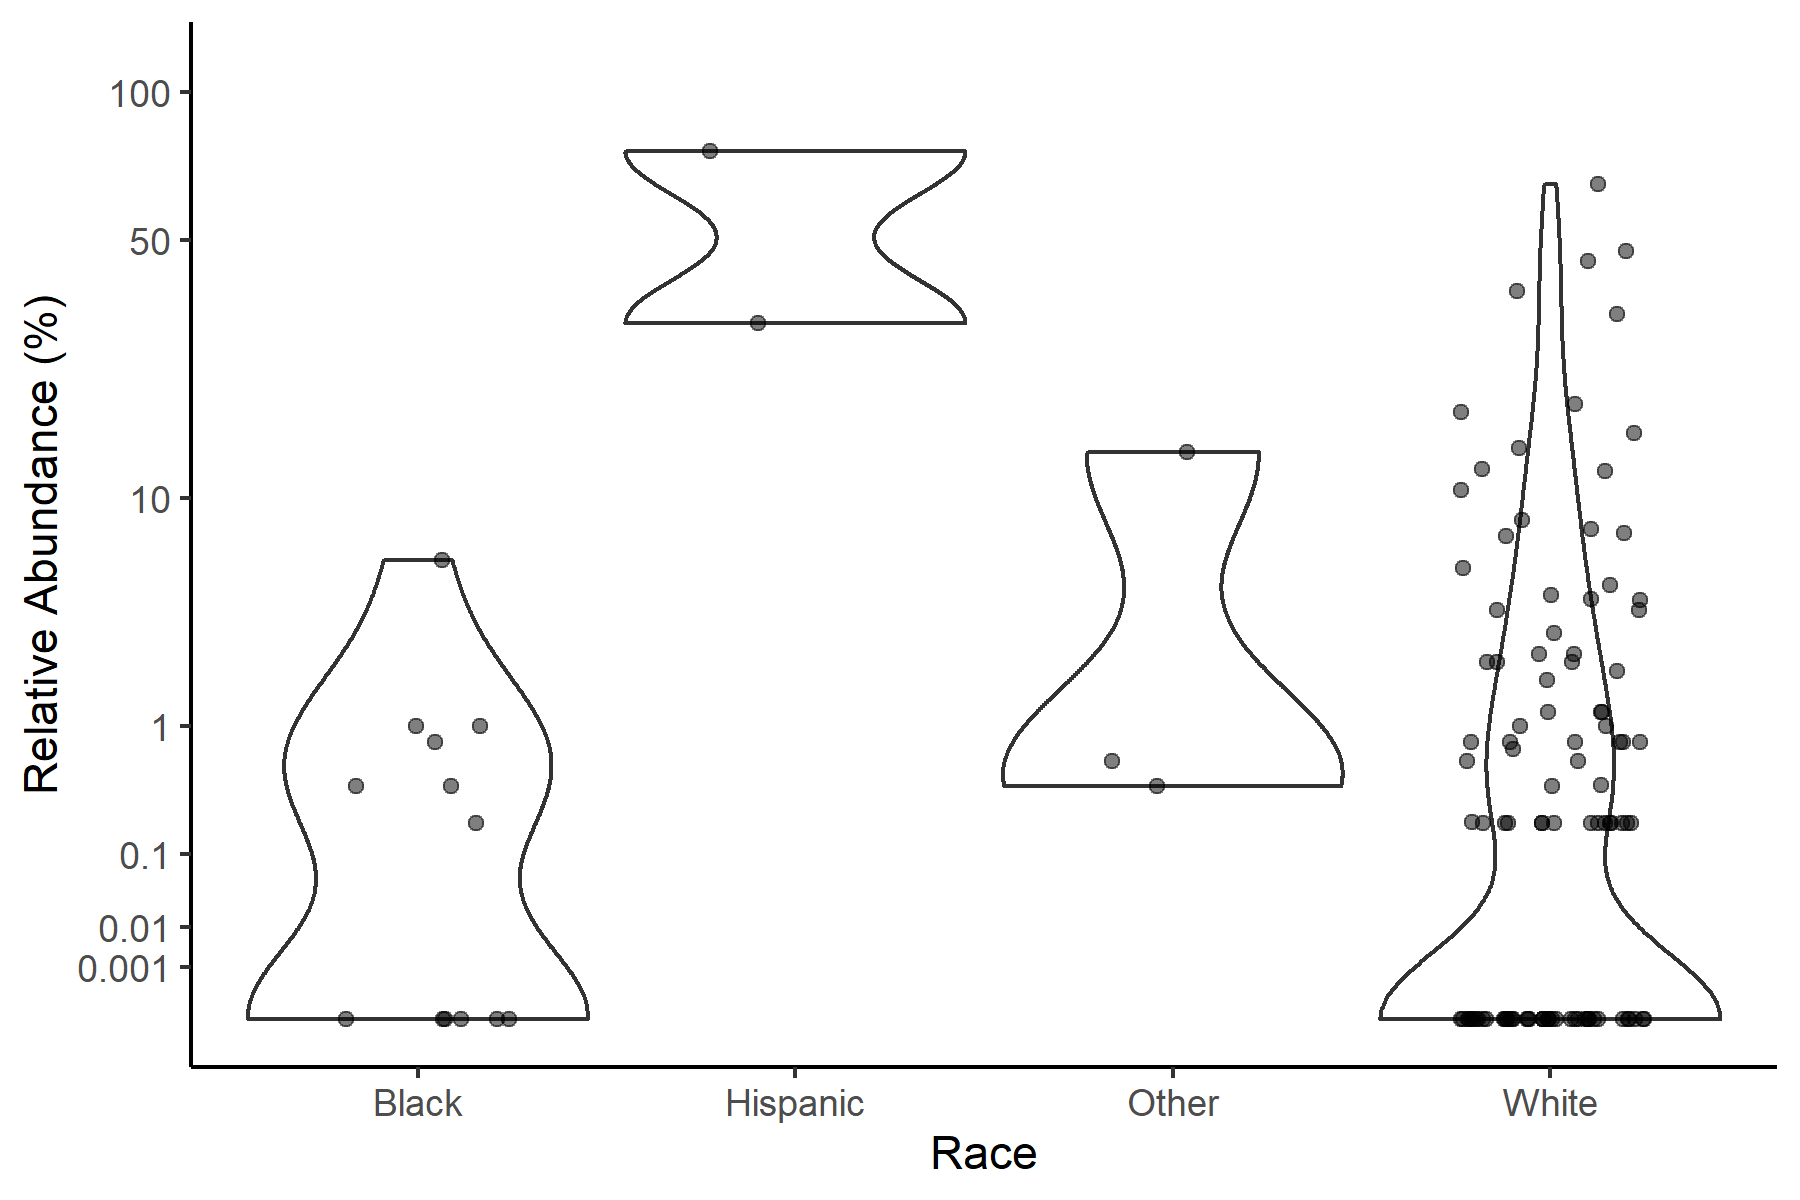 Relative Abundance (%)
100
50
10
1
0.1
0.01
0.001
Black Hispanic Other White
Race